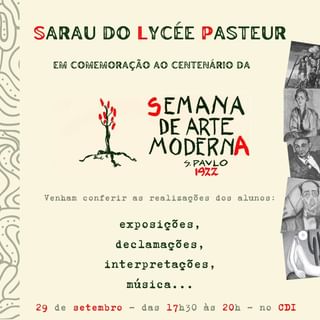 SARAU DO LYCÉE PASTEUR
EM COMEMORAÇÃO AO CENTENÁRIO DA
SEMANA
DE ARTE
MODERNA
S. PAULO
1922
Venham conferir as realizações dos alunos:
exposições,
declamações,
interpretações,
música...
29 de setembro - das 17h30 às 20h - no CDI